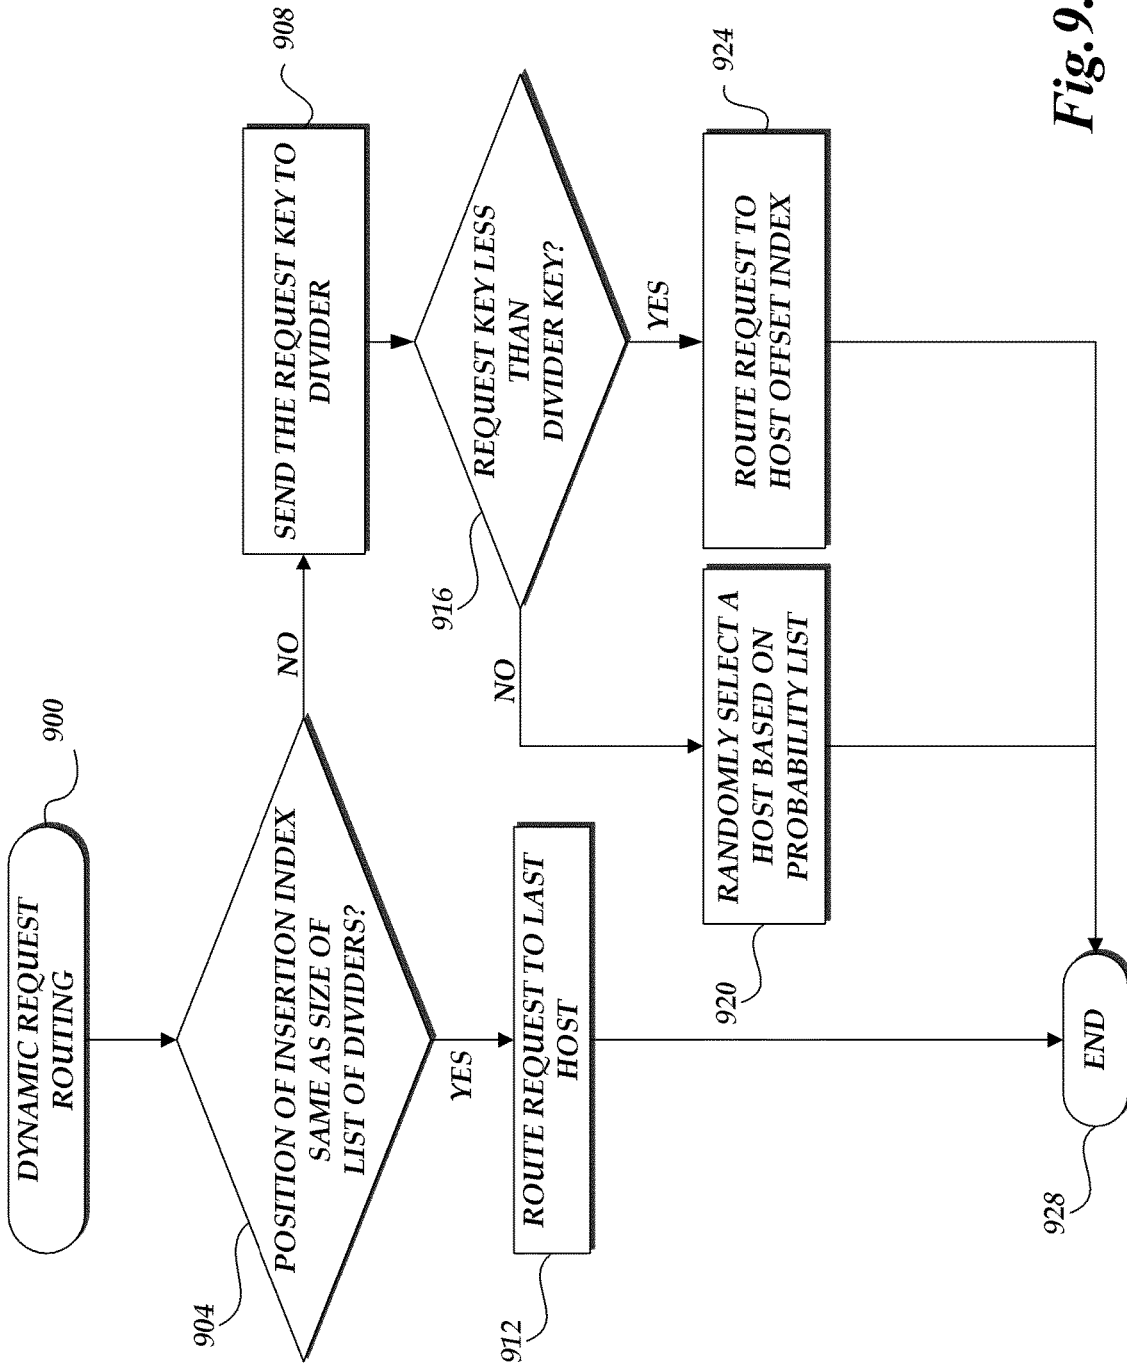 900
DYNAMIC REQUEST
ROUTING
904
POSITION OF INSERTION INDEX
SAME AS SIZE OF
LIST OF DIVIDERS?
NO
YES
908
SEND THE REQUEST KEY TO
DIVIDER
912
ROUTE REQUEST TO LAST
HOST
916
REQUEST KEY LESS
THAN
DIVIDER KEY?
NO
YES
920
RANDOMLY SELECT A
HOST BASED ON
PROBABILITY LIST
924
ROUTE REQUEST TO
HOST OFFSET INDEX
928
END
Fig.9.